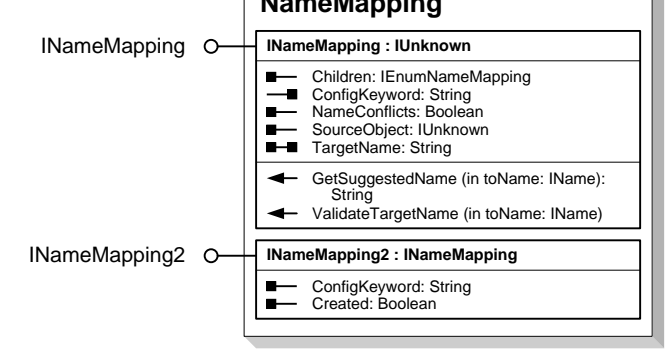 NameMapping
INameMapping
INameMapping : IUnknown
Children: IEnumNameMapping
ConfigKeyword: String
NameConflicts: Boolean
SourceObject: IUnknown
TargetName: String
GetSuggestedName (in toName: IName):
String
ValidateTargetName (in toName: IName)
INameMapping2
INameMapping2 : INameMapping
ConfigKeyword: String
Created: Boolean